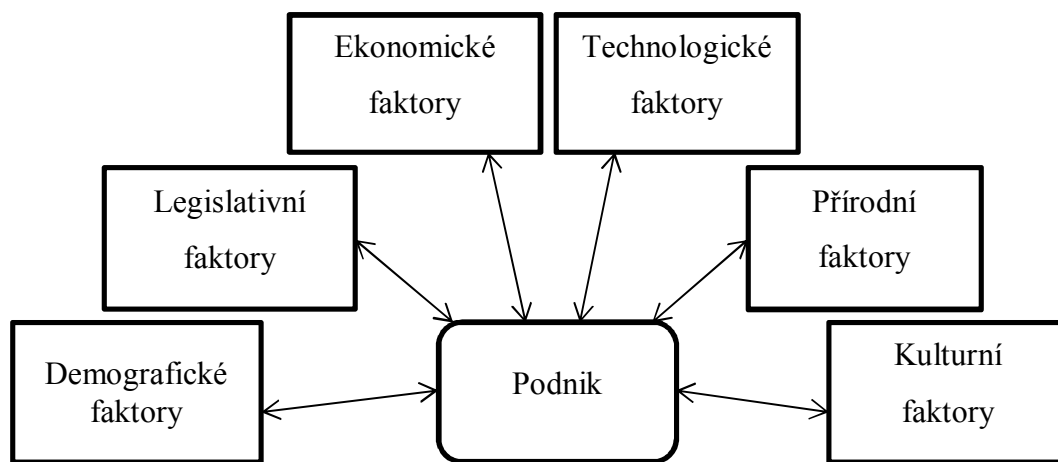 Ekonomické
faktory
Technologické
faktory
Legislativní
faktory
Přírodní
faktory
Demografické
faktory
Podnik
Kulturní
faktory